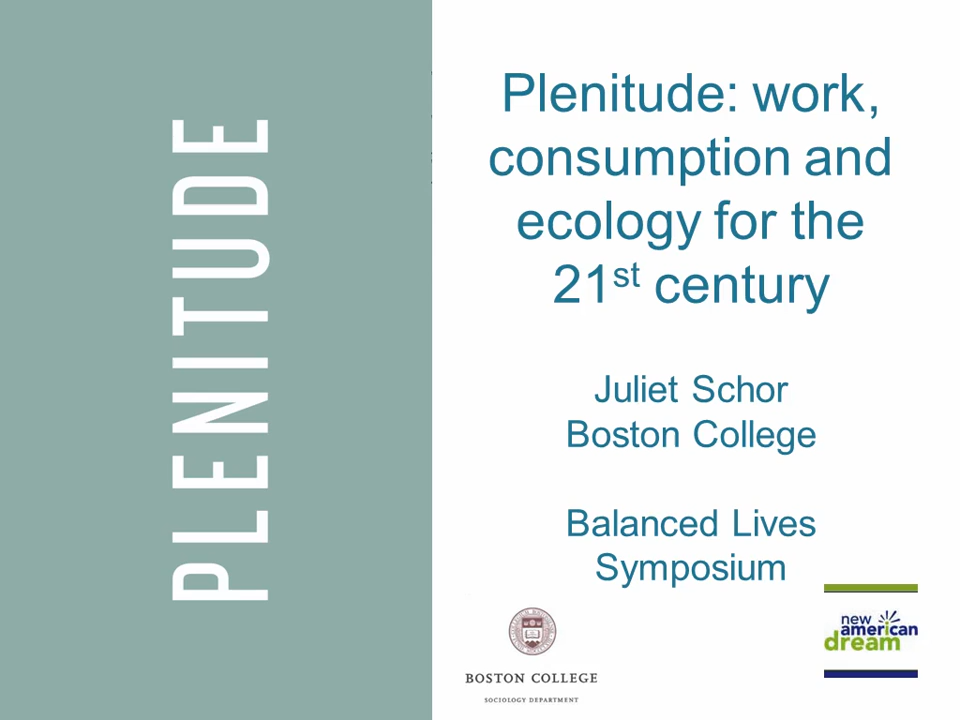 PLENITUDE
Plenitude: work,
consumption and
ecology for the
21st century
Juliet Schor
Boston College
Balanced Lives
Symposium
BOSTON COLLEGE
SOCIOLOGY DEPARTMENT
new
american
dream